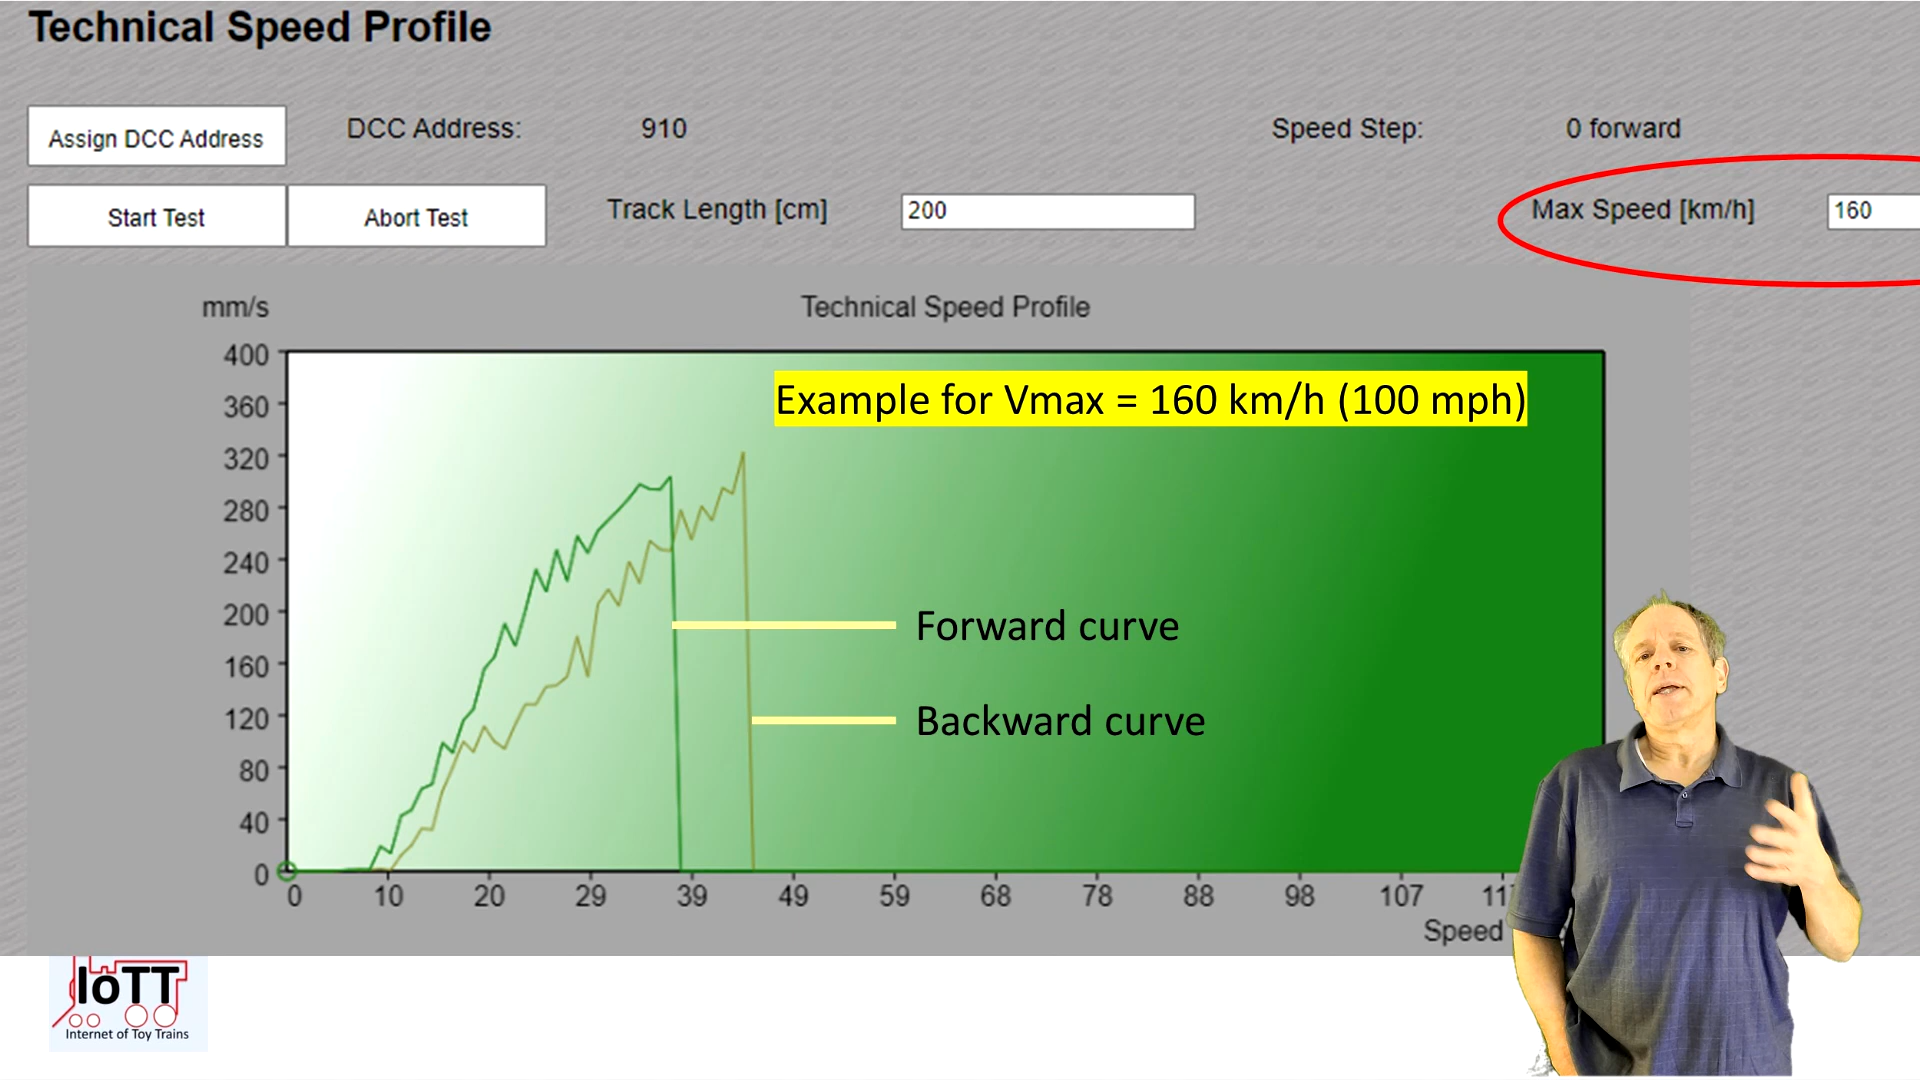 Technical Speed Profile
Assign DCC Address
DCC Address:
910
Speed Step:
0 forward
Start Test
Abort Test
Track Length [cm]
200
Max Speed [km/h]
160
mm/s
Technical Speed Profile
400
Example for Vmax = 160 km/h (100 mph)
360
320
280
240
200
Forward curve
160
120
Backward curve
80
40
0
0 10 20 29 39 49 59 68 78 88 98 107
Speed
IoTT
Internet of Toy Trains